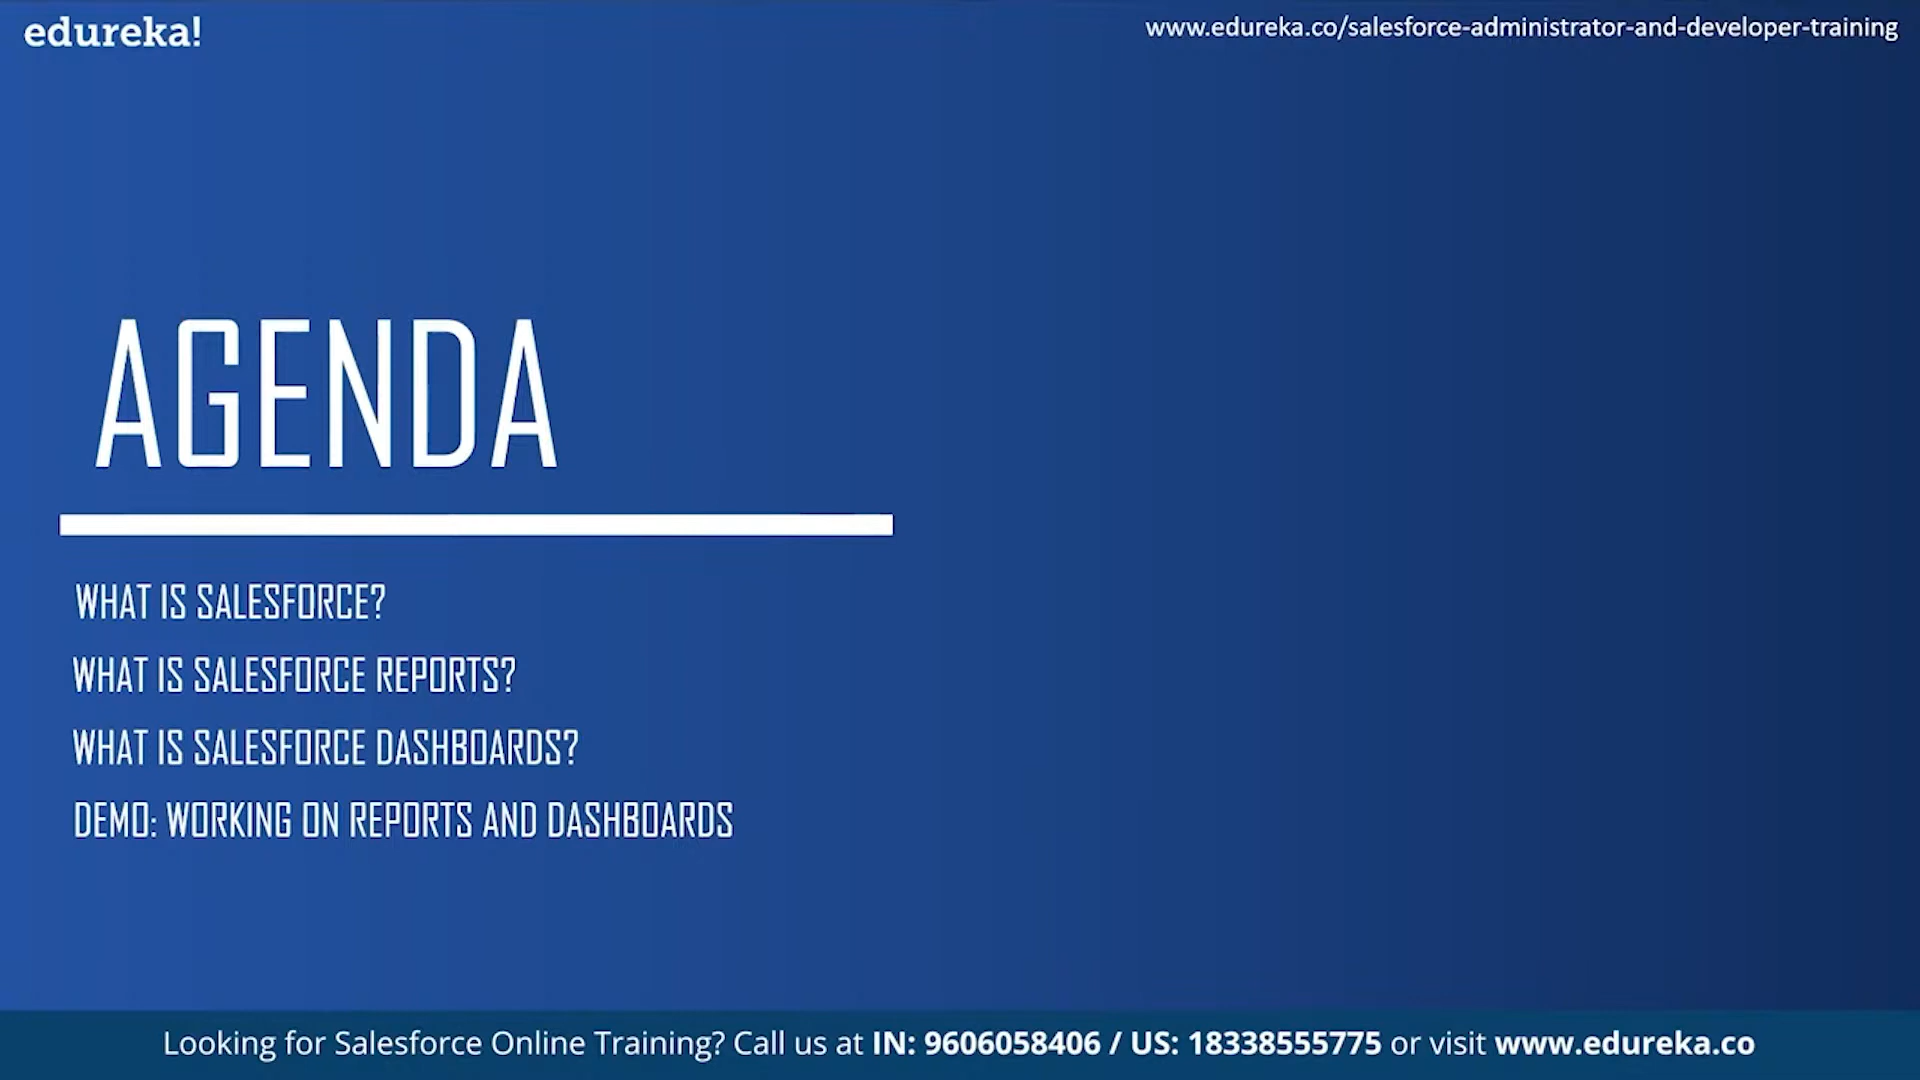 edureka!
www.edureka.co/salesforce-administrator-and-developer-training
AGENDA
WHAT IS SALESFORCE?
WHAT IS SALESFORCE REPORTS?
WHAT IS SALESFORCE DASHBOARDS?
DEMO: WORKING ON REPORTS AND DASHBOARDS
Looking for Salesforce Online Training? Call us at IN: 9606058406 / US: 18338555775 or visit www.edureka.co